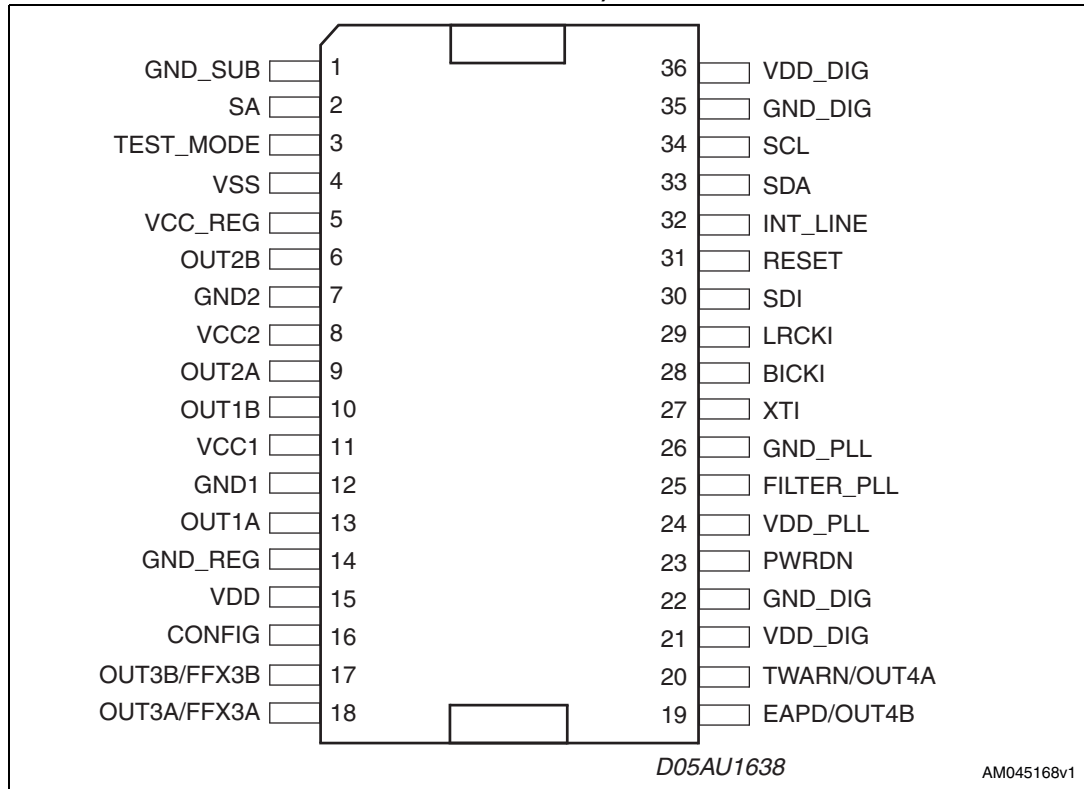 GND_SUB 1 36 VDD_DIG
SA 2 35 GND_DIG
TEST_MODE 3 34 SCL
VSS 4 33 SDA
VCC_REG 5 32 INT_LINE
OUT2B 6 31 RESET
GND2 7 30 SDI
VCC2 8 29 LRCKI
OUT2A 9 28 BICKI
OUT1B 10 27 XTI
VCC1 11 26 GND_PLL
GND1 12 25 FILTER_PLL
OUT1A 13 24 VDD_PLL
GND_REG 14 23 PWRDN
VDD 15 22 GND_DIG
CONFIG 16 21 VDD_DIG
OUT3B/FFX3B 17 20 TWARN/OUT4A
OUT3A/FFX3A 18 19 EAPD/OUT4B
D05AU1638
AM045168v1